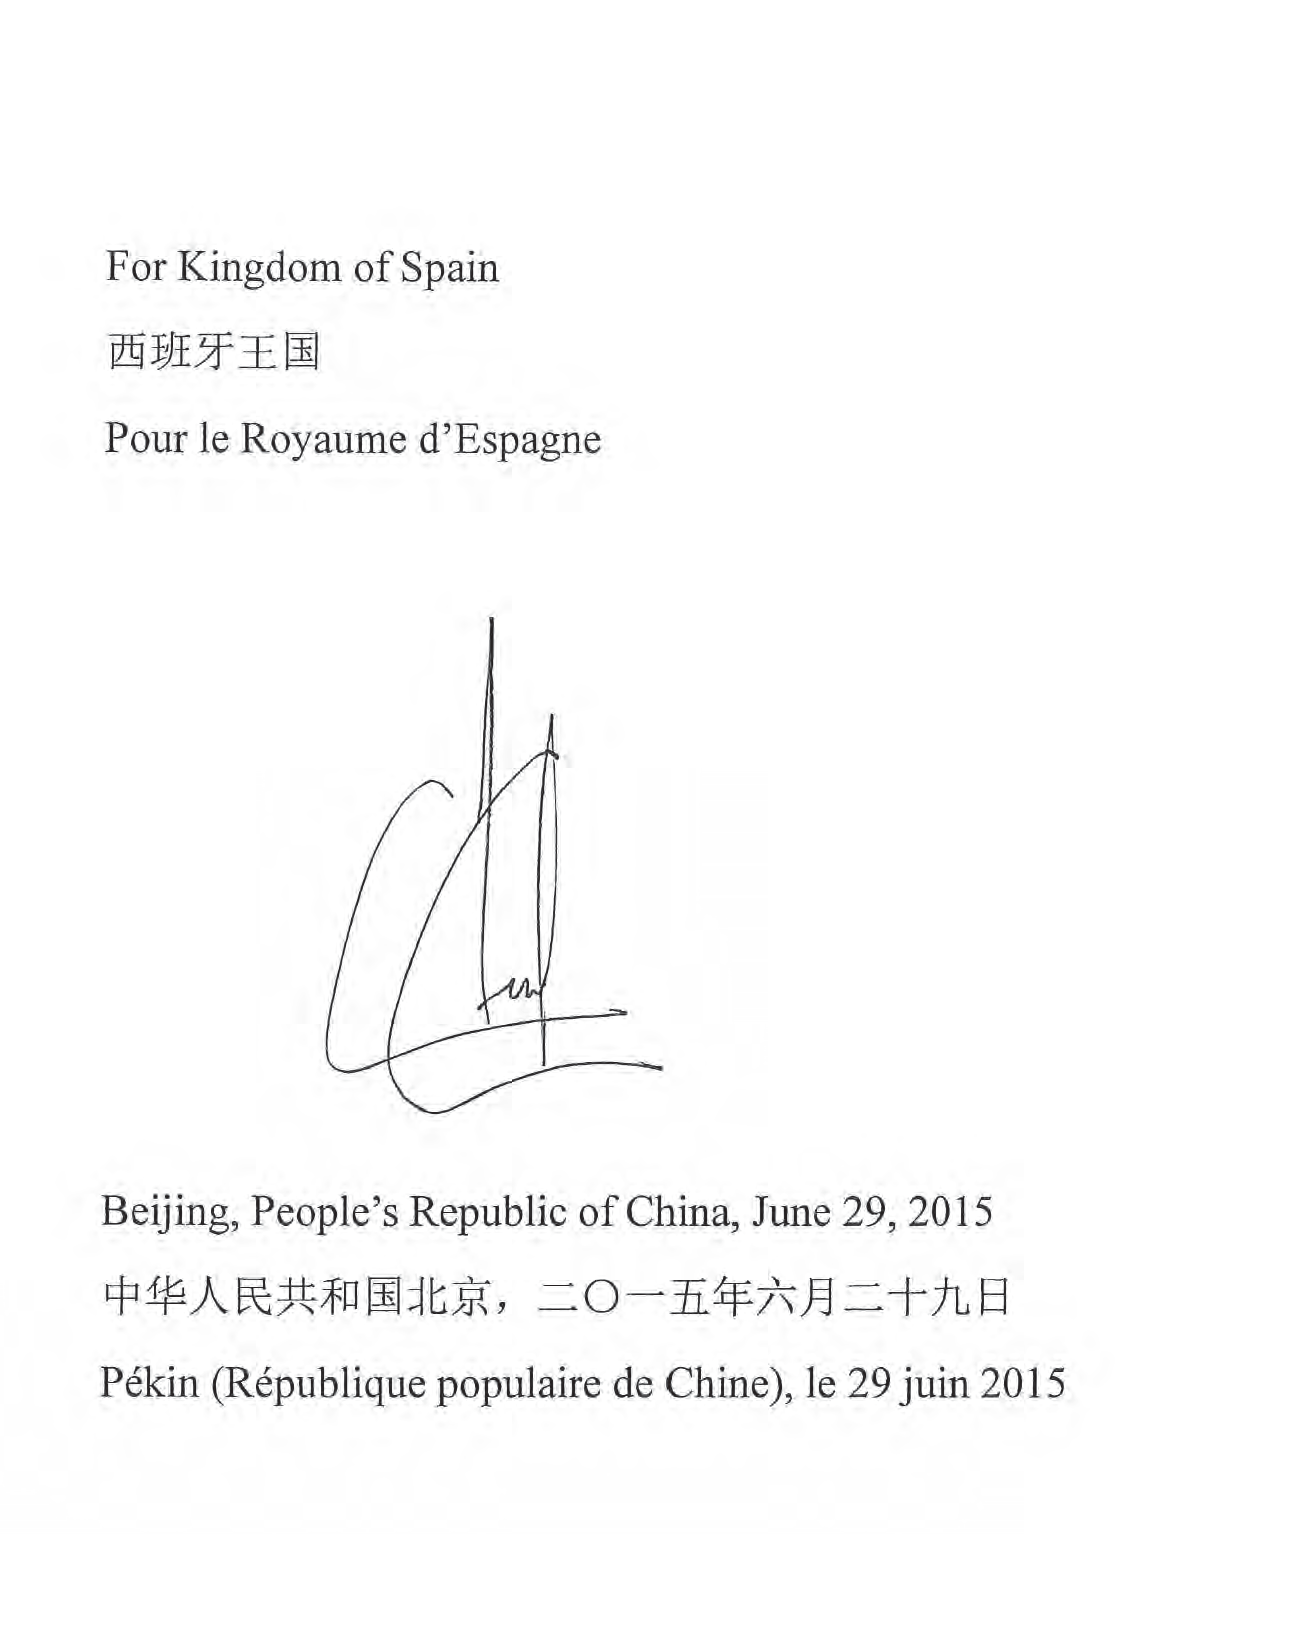 For Kingdom of Spain
西班牙王国
Pour le Royaume d’Espagne
Beijing, People’s Republic of China, June 29, 2015
中华人民共和国北京，二〇一五年六月二十九日
Pékin (République populaire de Chine), le 29 juin 2015